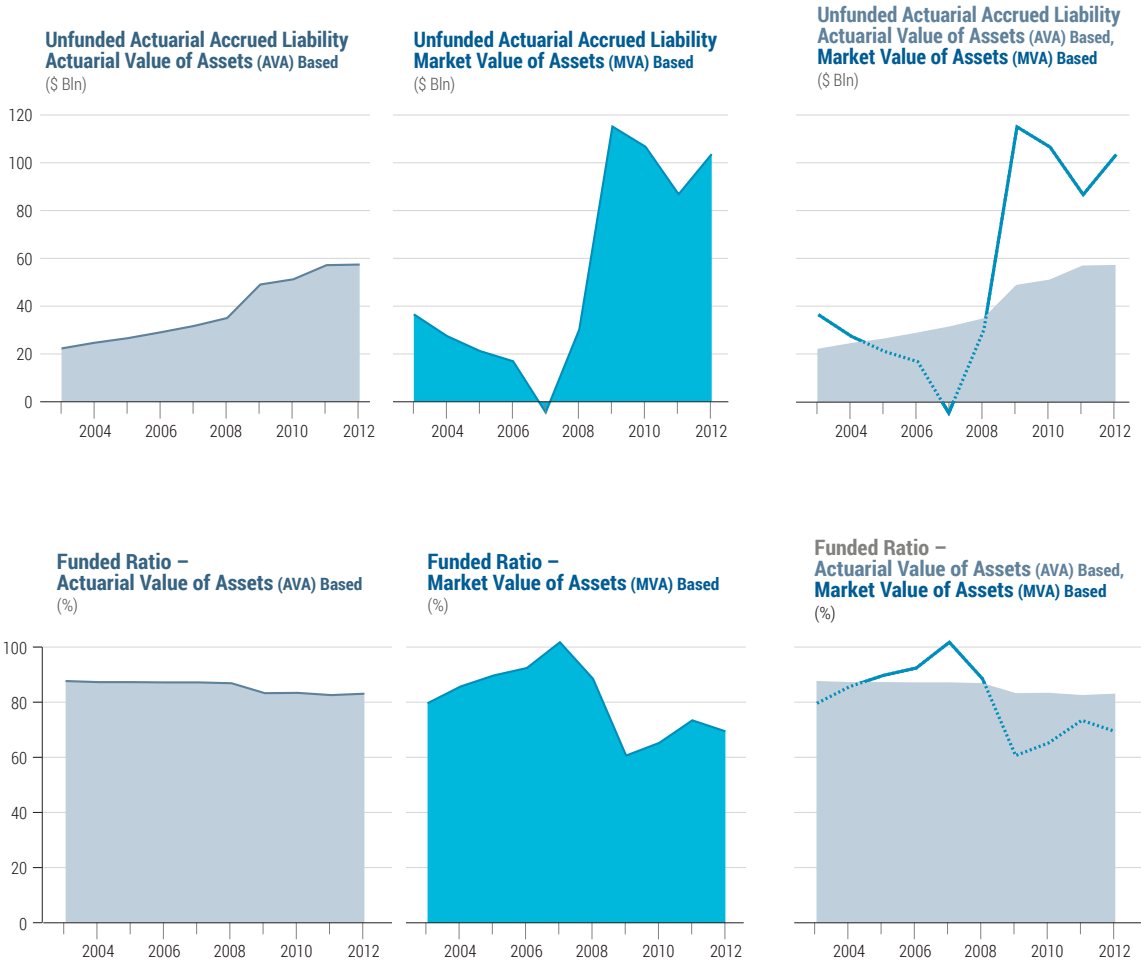 Unfunded Actuarial Accrued Liability
Actuarial Value of Assets (AVA) Based
($ Bln)
Unfunded Actuarial Accrued Liability
Market Value of Assets (MVA) Based
($ Bln)
Unfunded Actuarial Accrued Liability
Actuarial Value of Assets (AVA) Based,
Market Value of Assets (MVA) Based
($ Bln)
120
100
80
60
40
20
0
2004 2006 2008 2010 2012
2004 2006 2008 2010 2012
2004 2006 2008 2010 2012
Funded Ratio –
Actuarial Value of Assets (AVA) Based
(%)
Funded Ratio –
Market Value of Assets (MVA) Based
(%)
Funded Ratio –
Actuarial Value of Assets (AVA) Based,
Market Value of Assets (MVA) Based
(%)
100
80
60
40
20
0
2004 2006 2008 2010 2012
2004 2006 2008 2010 2012
2004 2006 2008 2010 2012